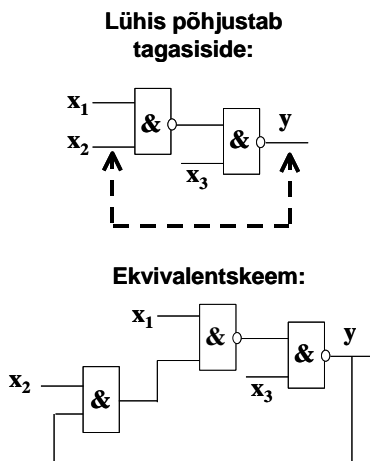 Lühis põhjustab
tagasiside:
x1
&
x2
&
y
x3
Ekvivalentskeem:
x1
&
y
&
x2
&
x3